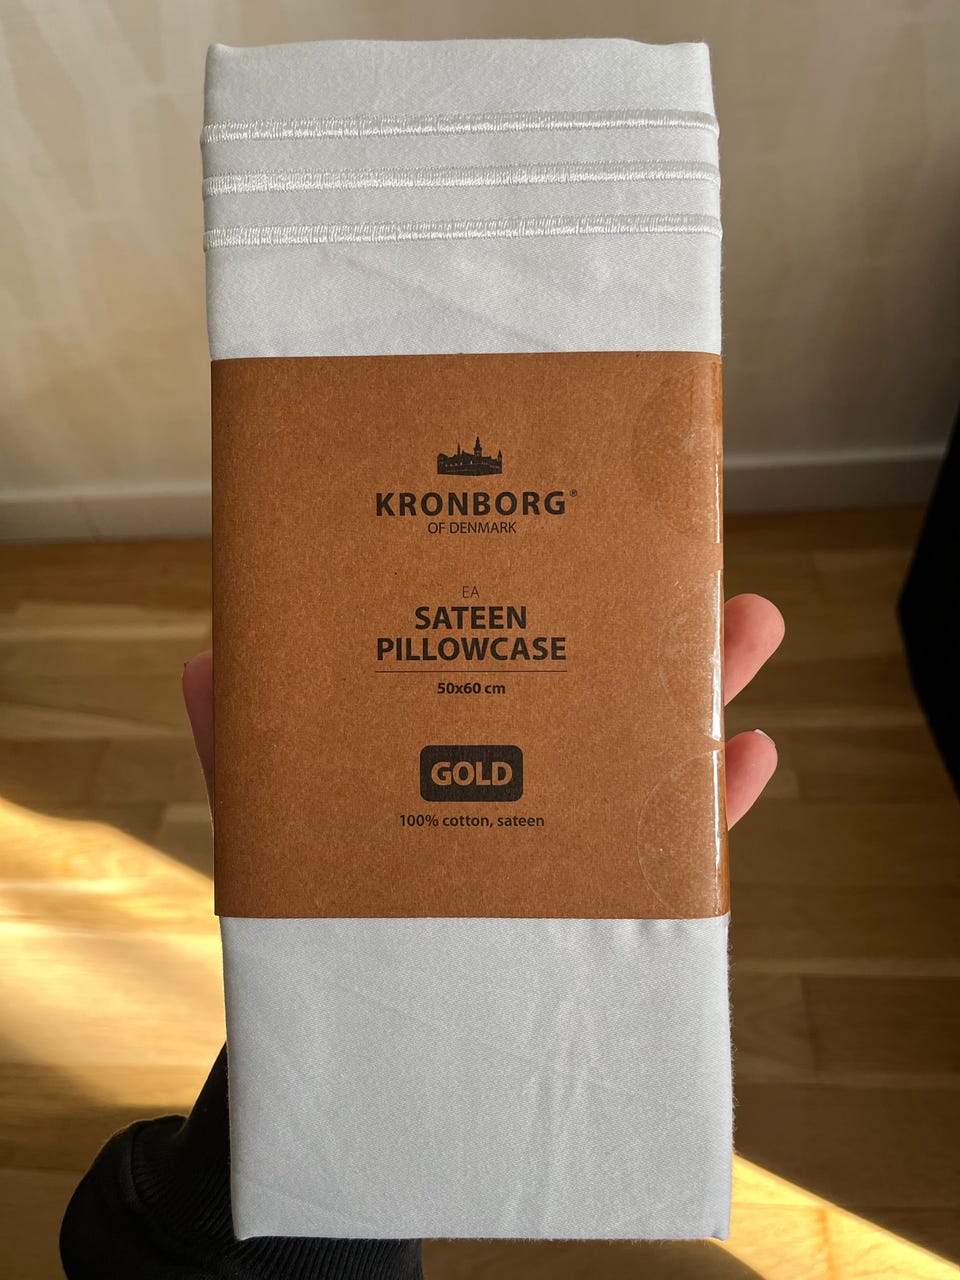 KRONBORG®
OF DENMARK
EA
SATEEN
PILLOWCASE
50x60 cm
GOLD
100% cotton, sateen